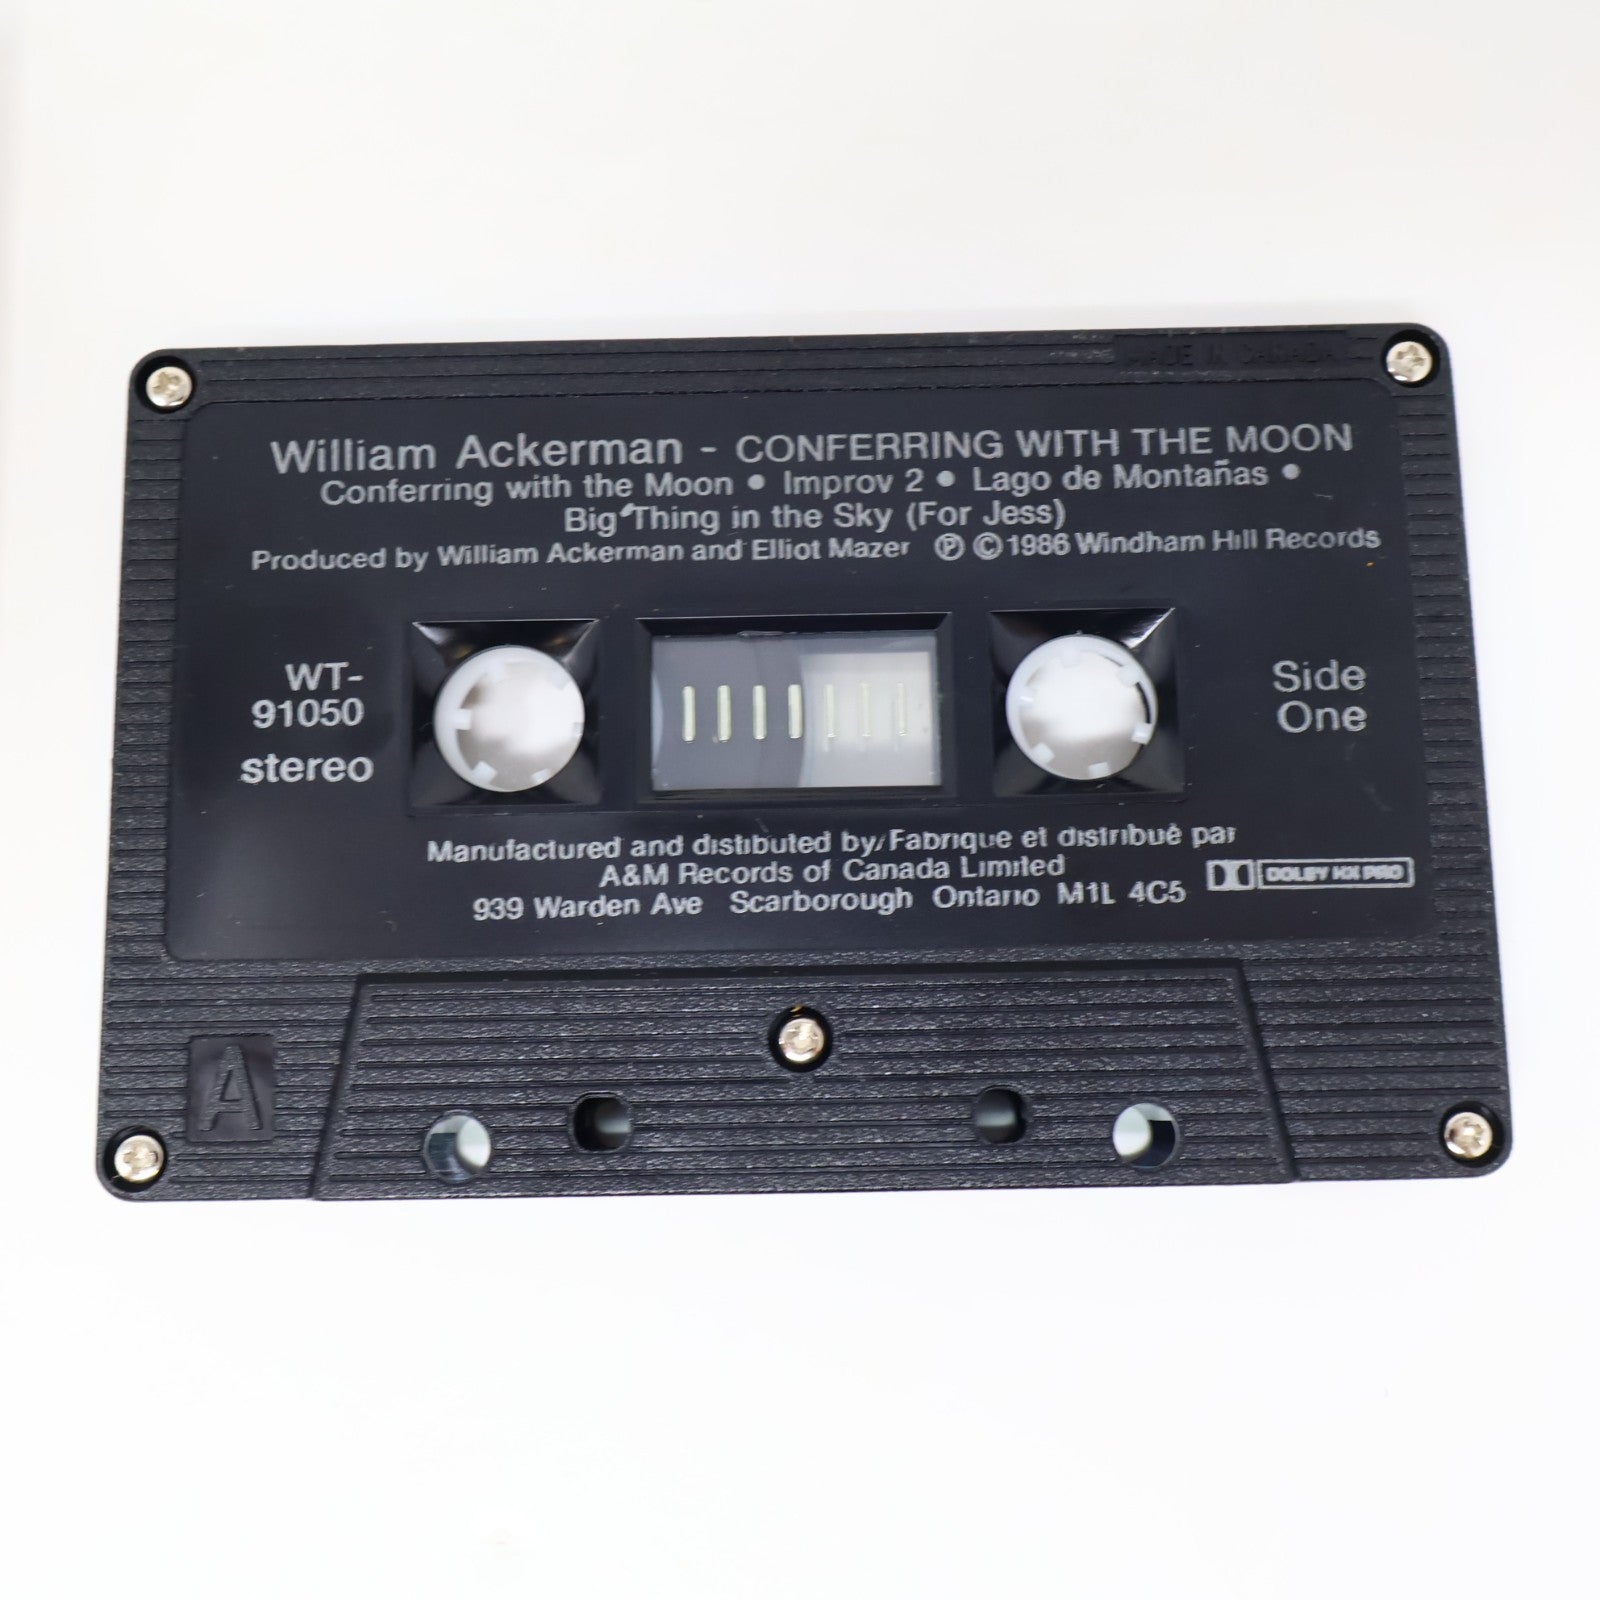 MADE IN CANADA
William Ackerman - CONFERRING WITH THE MOON
Conferring with the Moon • Improv 2 • Lago de Montañas •
Big Thing in the Sky (For Jess)
Produced by William Ackerman and Elliot Mazer ℗ © 1986 Windham Hill Records
WT-
91050
stereo
Side
One
Manufactured and distibuted by/Fabrique et distribué par
A&M Records of Canada Limited
939 Warden Ave Scarborough Ontario M1L 4C5
DOLBY HX PRO
A